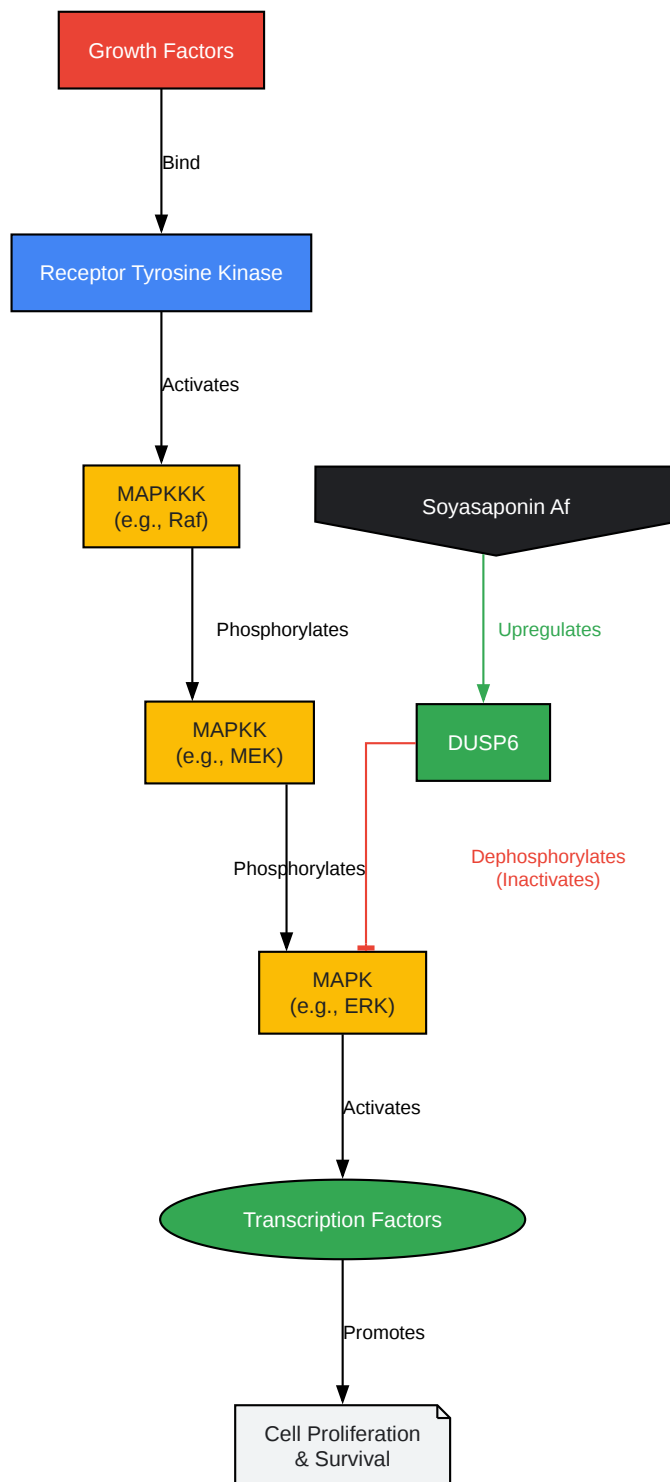 Growth Factors
Bind
Receptor Tyrosine Kinase
Activates
MAPKKK
(e.g., Raf)
Soyasaponin Af
Phosphorylates
Upregulates
MAPKK
(e.g., MEK)
DUSP6
Phosphorylates
Dephosphorylates
(Inactivates)
MAPK
(e.g., ERK)
Activates
Transcription Factors
Promotes
Cell Proliferation
& Survival